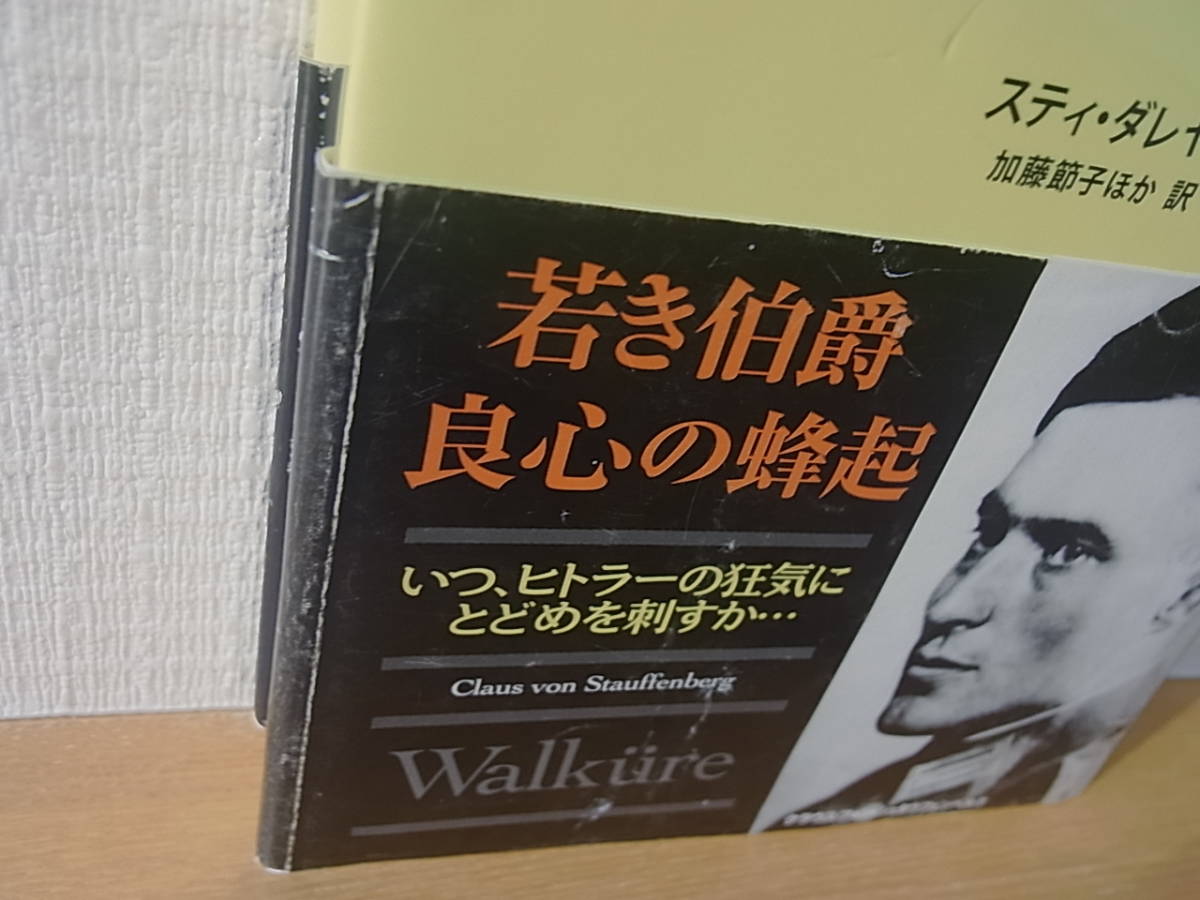 スティ・ダレヤ
加藤節子ほか 訳
若き伯爵
良心の蜂起
いつ、ヒトラーの狂気に
とどめを刺すか…
Claus von Stauffenberg
Walküre